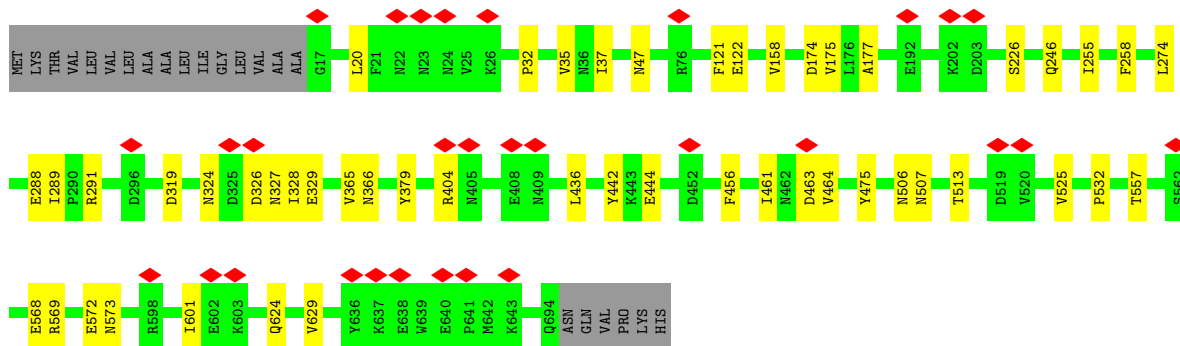 MET LYS THR VAL LEU VAL LEU ALA ALA LEU ILE GLY LEU VAL ALA ALA G17 L20 F21 N22 N23 N24 V25 K26 P32 V35 N36 I37 N47 R76 F121 E122 V158 D174 V175 L176 A177 E192 K202 D203 S226 Q246 I255 F258 L274
E288 I289 P290 R291 D296 D319 N324 D325 D326 N327 I328 E329 V365 N366 Y379 R404 N405 E408 N409 L436 Y442 K443 E444 D452 F456 I461 N462 D463 V464 Y475 N506 N507 T513 D519 V520 V525 P532 T557 S562
E568 R569 E572 N573 R598 I601 E602 K603 Q624 V629 Y636 K637 E638 W639 E640 P641 M642 K643 Q694 ASN GLN VAL PRO LYS HIS